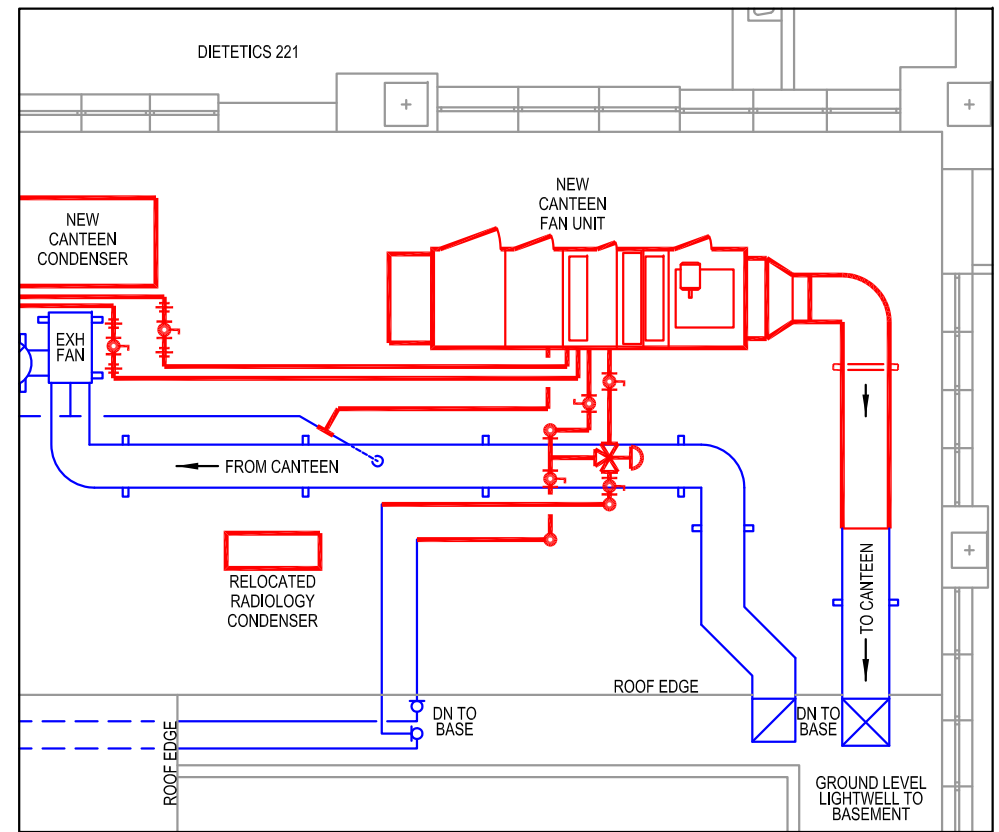 DIETETICS 221
NEW
CANTEEN
FAN UNIT
NEW
CANTEEN
CONDENSER
EXH
FAN
FROM CANTEEN
TO CANTEEN
RELOCATED
RADIOLOGY
CONDENSER
ROOF EDGE
ROOF EDGE
DN TO
BASE
DN TO
BASE
GROUND LEVEL
LIGHTWELL TO
BASEMENT